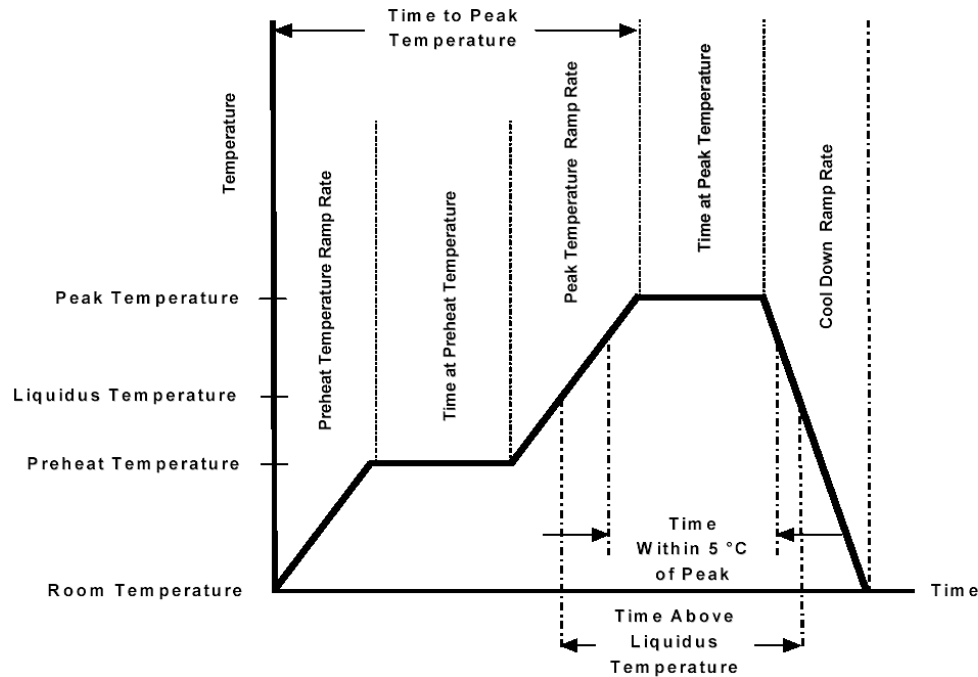 Time to Peak
Temperature
Temperature
Preheat Temperature Ramp Rate
Time at Preheat Temperature
Peak Temperature Ramp Rate
Time at Peak Temperature
Cool Down Ramp Rate
Peak Temperature
Liquidus Temperature
Preheat Temperature
Room Temperature
Time
Within 5 °C
of Peak
Time
Time Above
Liquidus
Temperature